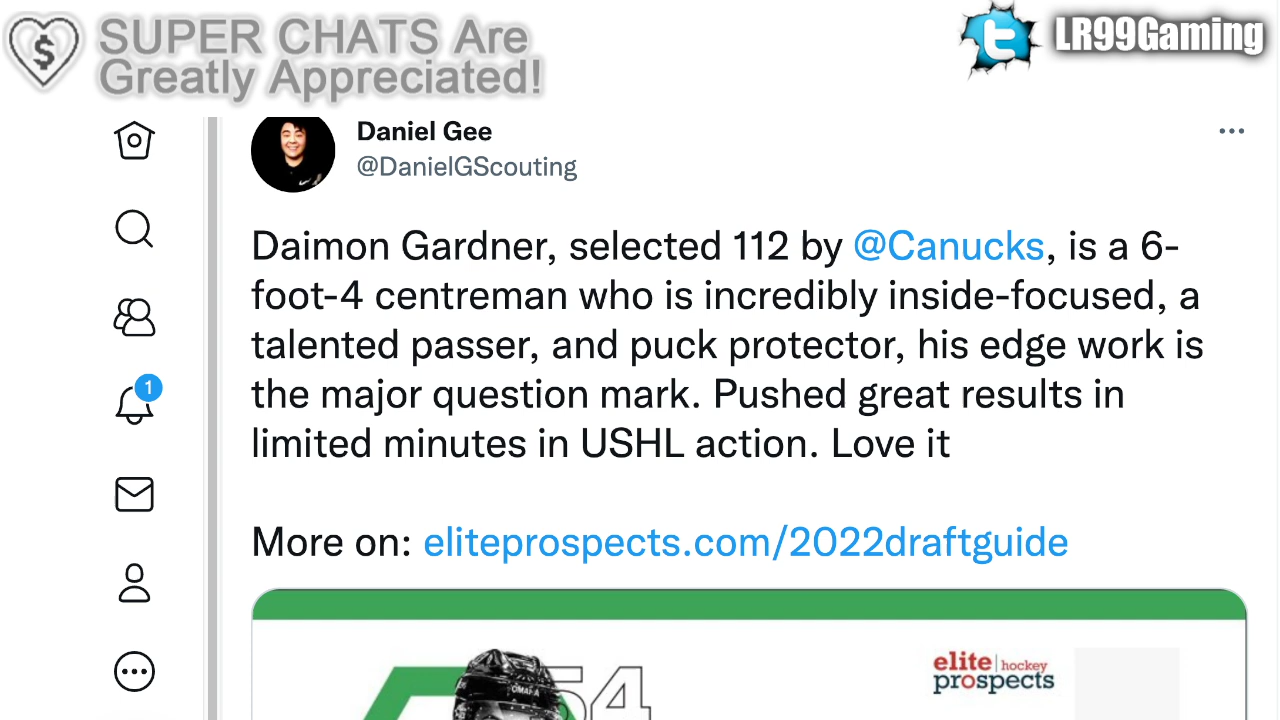 SUPER CHATS Are
Greatly Appreciated!
LR99Gaming
Daniel Gee
@DanielGScouting
Daimon Gardner, selected 112 by @Canucks, is a 6-
foot-4 centreman who is incredibly inside-focused, a
talented passer, and puck protector, his edge work is
the major question mark. Pushed great results in
limited minutes in USHL action. Love it
1
More on: eliteprospects.com/2022draftguide
elite hockey
prospects
54
OMAHA